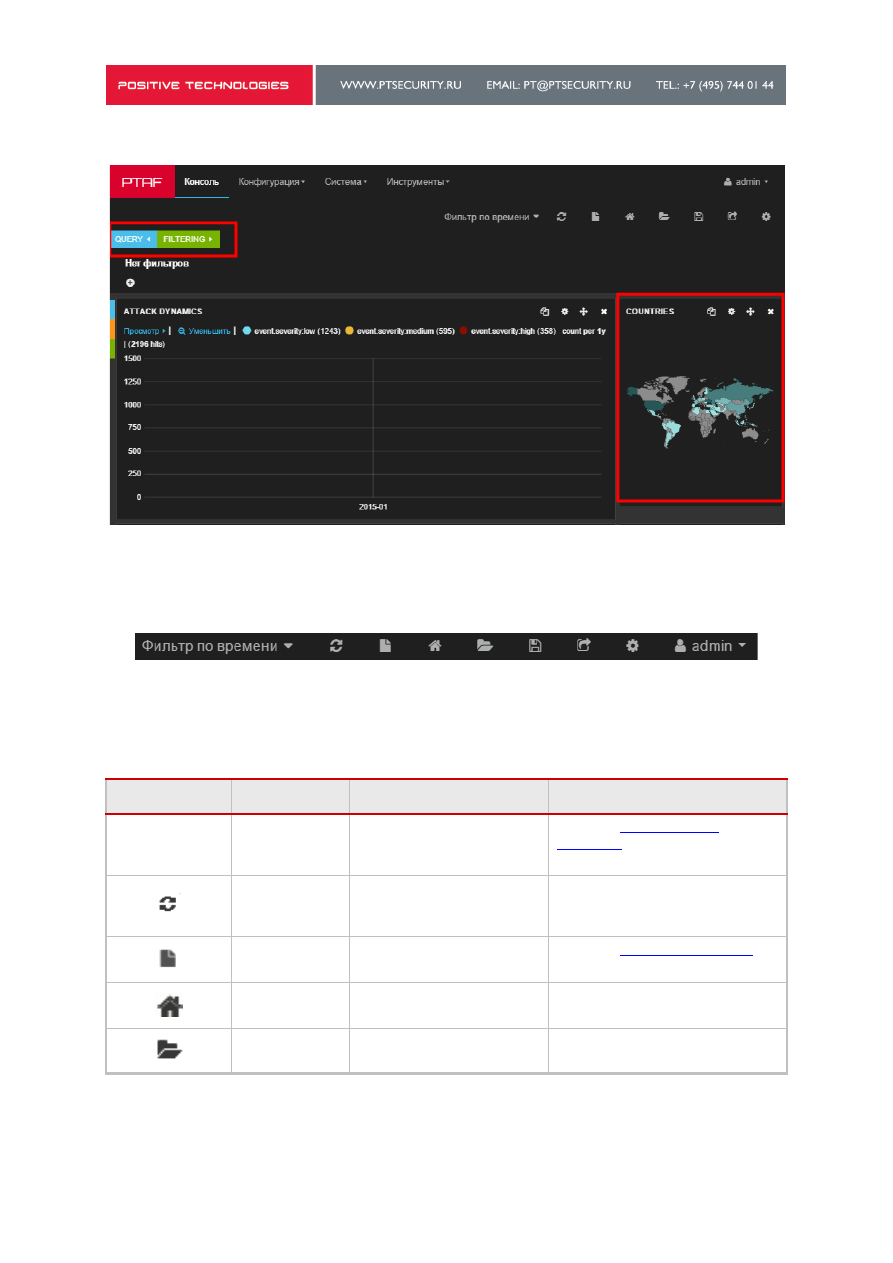 POSITIVE TECHNOLOGIES WWW.PTSECURITY.RU EMAIL: PT@PTSECURITY.RU TEL.: +7 (495) 744 01 44
PTAF Консоль Конфигурация Система Инструменты admin
Фильтр по времени
QUERY FILTERING
Нет фильтров
ATTACK DYNAMICS
Просмотр | Уменьшить | event.severity:low (1243) event.severity:medium (595) event.severity:high (358) count per 1y
| (2196 hits)
1500
1250
1000
750
500
250
0
2015-01
COUNTRIES
Фильтр по времени admin